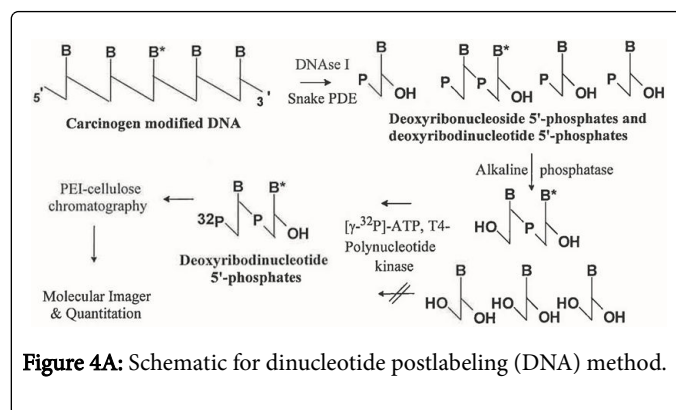 B B B* B B
5' 3'
Carcinogen modified DNA
DNAse I
Snake PDE
B B B* B B
P OH P P OH P OH P OH
Deoxyribonucleoside 5'-phosphates and
deoxyribodinucleotide 5'-phosphates
Alkaline phosphatase
B B*
HO P OH
B B B
HO OH HO OH HO OH
[γ-³²P]-ATP, T4-
Polynucleotide
kinase
B B*
32P P OH
Deoxyribodinucleotide
5'-phosphates
PEI-cellulose
chromatography
Molecular Imager
& Quantitation
Figure 4A: Schematic for dinucleotide postlabeling (DNA) method.